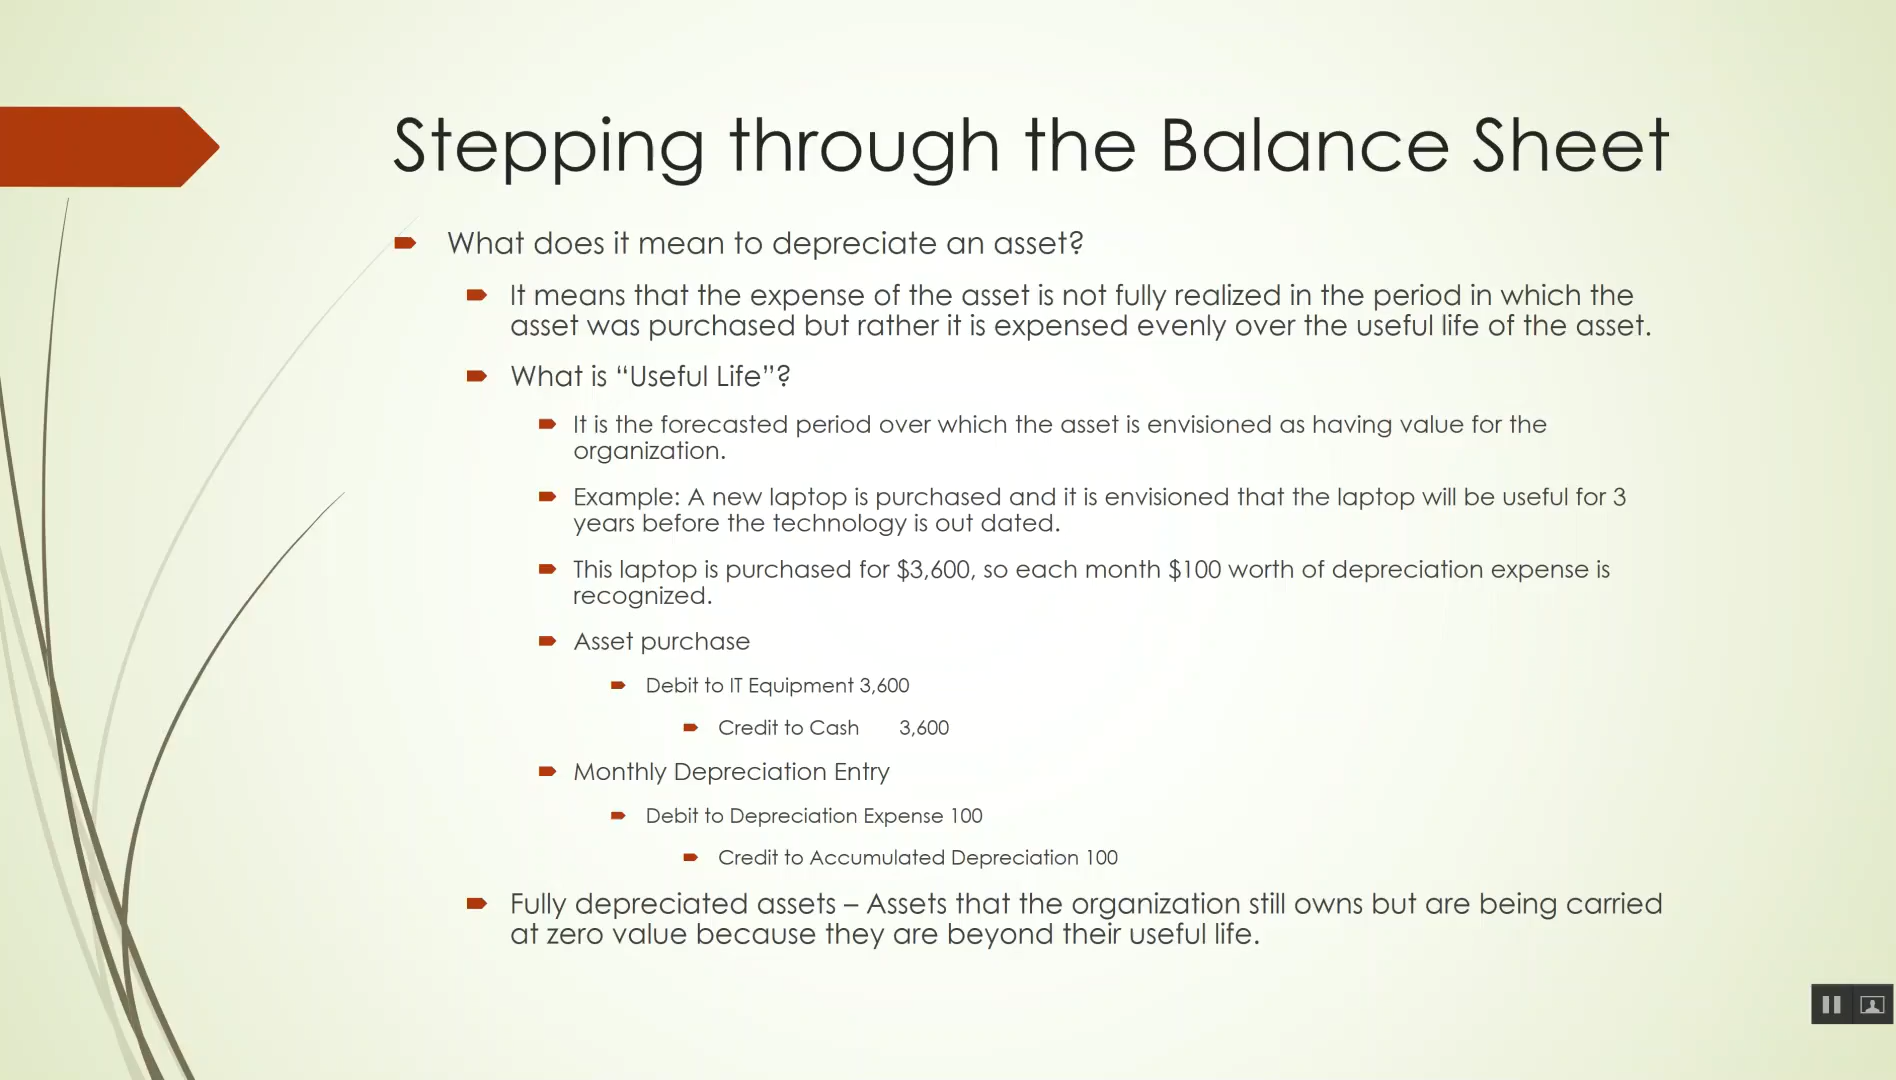 Stepping through the Balance Sheet
What does it mean to depreciate an asset?
It means that the expense of the asset is not fully realized in the period in which the
asset was purchased but rather it is expensed evenly over the useful life of the asset.
What is “Useful Life”?
It is the forecasted period over which the asset is envisioned as having value for the
organization.
Example: A new laptop is purchased and it is envisioned that the laptop will be useful for 3
years before the technology is out dated.
This laptop is purchased for $3,600, so each month $100 worth of depreciation expense is
recognized.
Asset purchase
Debit to IT Equipment 3,600
Credit to Cash 3,600
Monthly Depreciation Entry
Debit to Depreciation Expense 100
Credit to Accumulated Depreciation 100
Fully depreciated assets – Assets that the organization still owns but are being carried
at zero value because they are beyond their useful life.